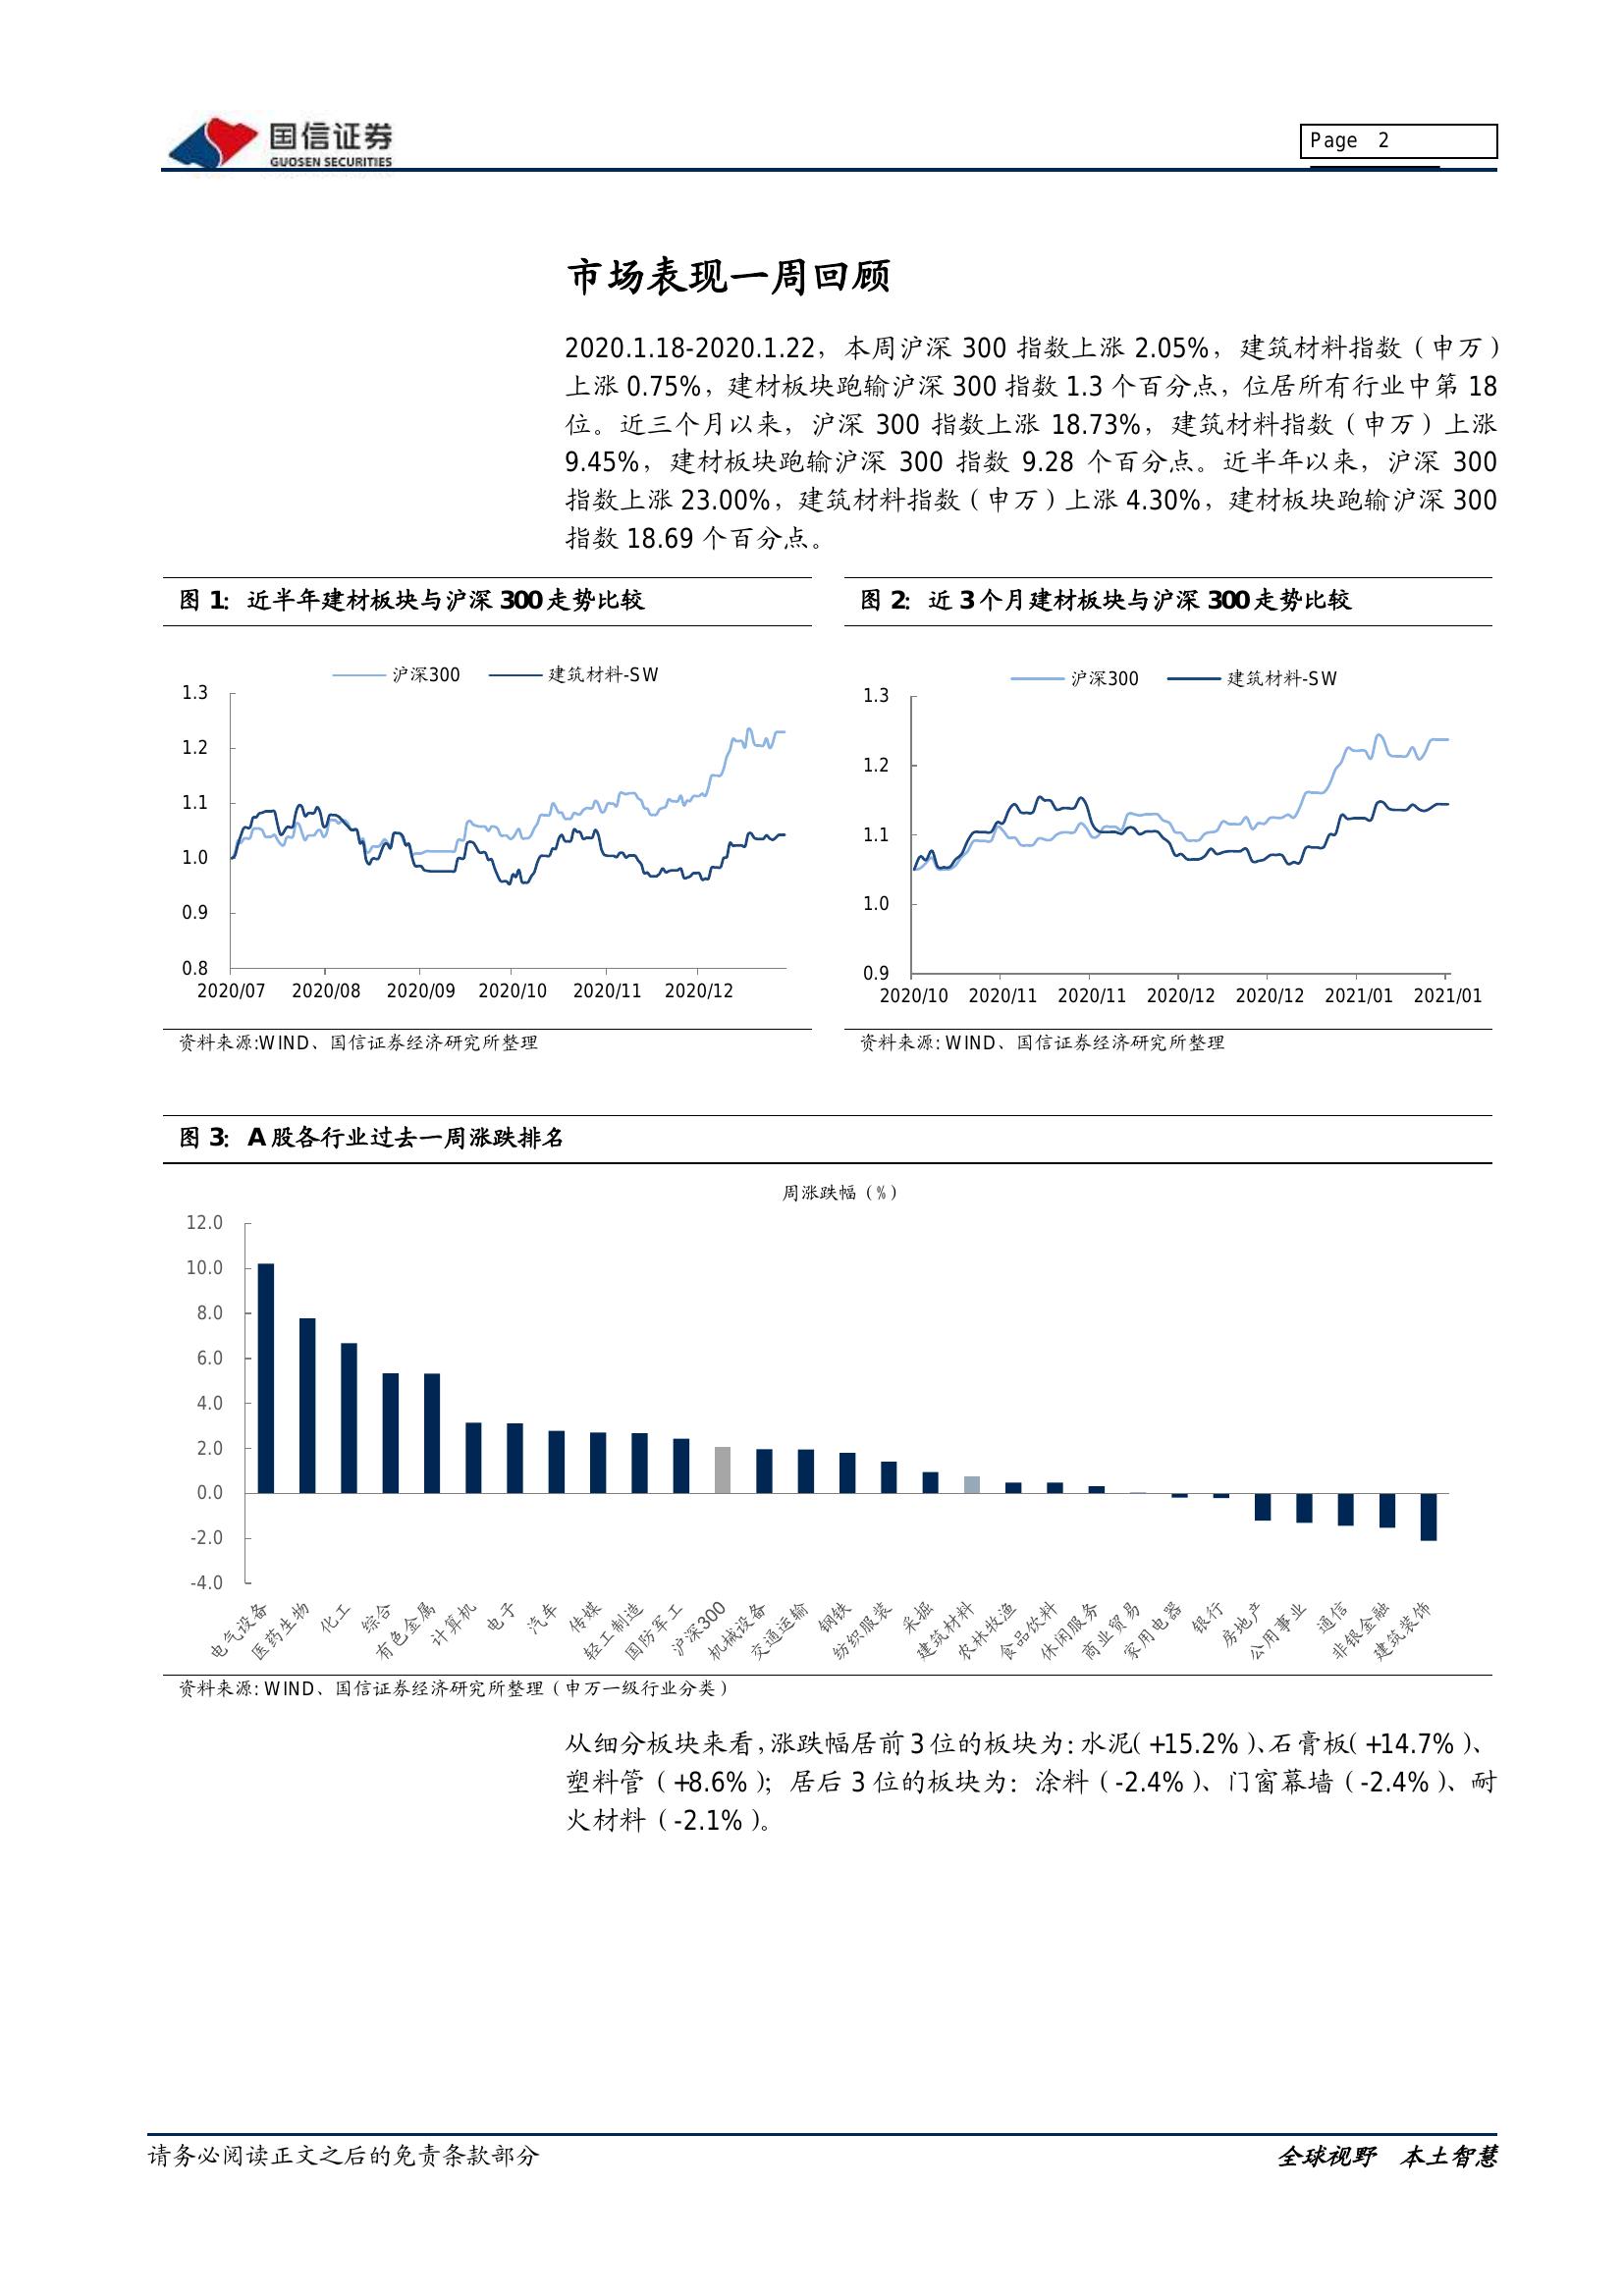 国信证券
GUOSEN SECURITIES
Page 2
市场表现一周回顾
2020.1.18-2020.1.22，本周沪深 300 指数上涨 2.05%，建筑材料指数（申万）
上涨 0.75%，建材板块跑输沪深 300 指数 1.3 个百分点，位居所有行业中第 18
位。近三个月以来，沪深 300 指数上涨 18.73%，建筑材料指数（申万）上涨
9.45%，建材板块跑输沪深 300 指数 9.28 个百分点。近半年以来，沪深 300
指数上涨 23.00%，建筑材料指数（申万）上涨 4.30%，建材板块跑输沪深 300
指数 18.69 个百分点。
图 1：近半年建材板块与沪深 300 走势比较
沪深300 建筑材料-SW
1.3
1.2
1.1
1.0
0.9
0.8
2020/07 2020/08 2020/09 2020/10 2020/11 2020/12
资料来源:WIND、国信证券经济研究所整理
图 2：近 3 个月建材板块与沪深 300 走势比较
沪深300 建筑材料-SW
1.3
1.2
1.1
1.0
0.9
2020/10 2020/11 2020/11 2020/12 2020/12 2021/01 2021/01
资料来源: WIND、国信证券经济研究所整理
图 3：A 股各行业过去一周涨跌排名
周涨跌幅（%）
12.0
10.0
8.0
6.0
4.0
2.0
0.0
-2.0
-4.0
电气设备 医药生物 化工 综合 有色金属 计算机 电子 汽车 传媒 轻工制造 国防军工 沪深300 机械设备 交通运输 钢铁 纺织服装 采掘 建筑材料 农林牧渔 食品饮料 休闲服务 商业贸易 家用电器 银行 房地产 公用事业 通信 非银金融 建筑装饰
资料来源: WIND、国信证券经济研究所整理（申万一级行业分类）
从细分板块来看，涨跌幅居前 3 位的板块为：水泥（+15.2%）、石膏板（+14.7%）、
塑料管（+8.6%）；居后 3 位的板块为：涂料（-2.4%）、门窗幕墙（-2.4%）、耐
火材料（-2.1%）。
请务必阅读正文之后的免责条款部分
全球视野 本土智慧